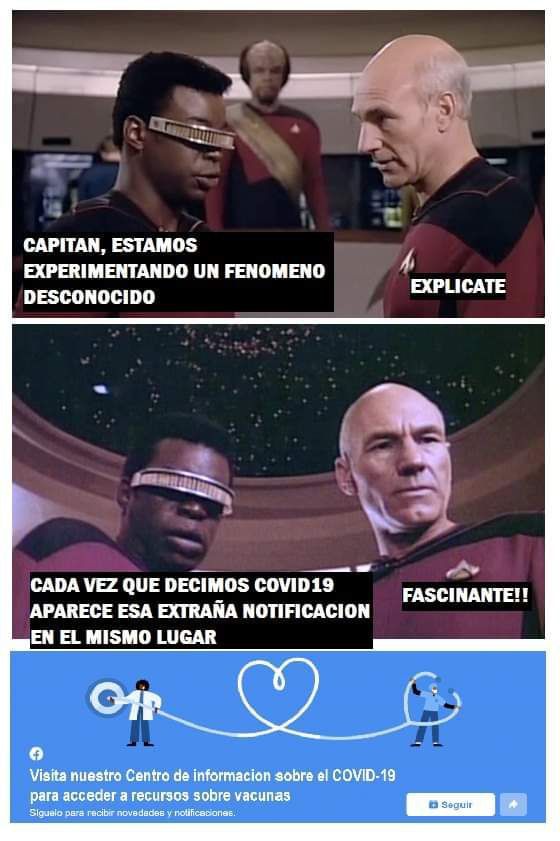 CAPITAN, ESTAMOS
EXPERIMENTANDO UN FENOMENO
DESCONOCIDO
EXPLICATE
CADA VEZ QUE DECIMOS COVID19
APARECE ESA EXTRAÑA NOTIFICACION
EN EL MISMO LUGAR
FASCINANTE!!
Visita nuestro Centro de informacion sobre el COVID-19
para acceder a recursos sobre vacunas
Síguelo para recibir novedades y notificaciones.
Seguir